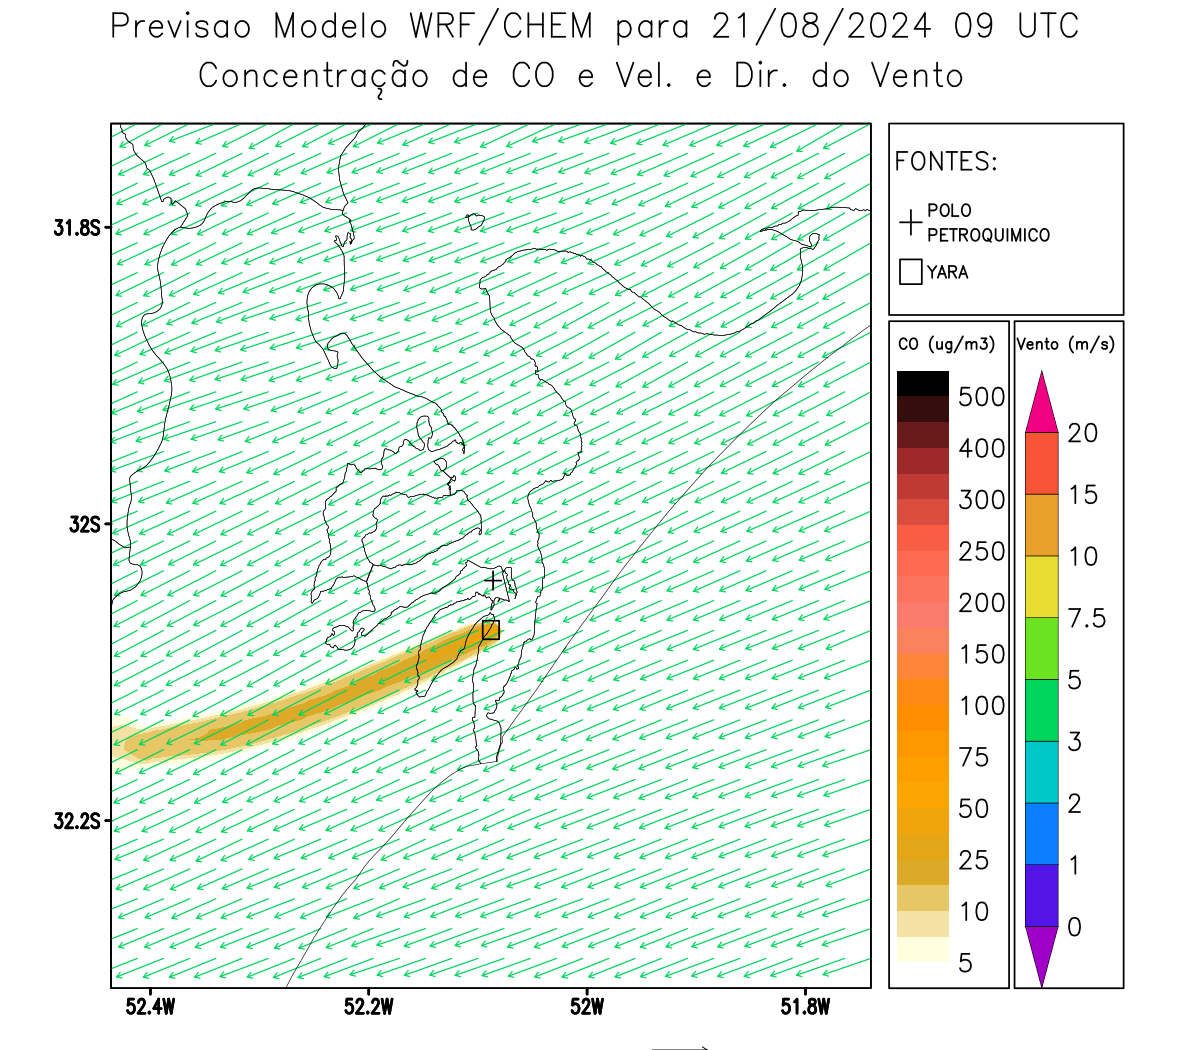 Previsao Modelo WRF/CHEM para 21/08/2024 09 UTC
Concentração de CO e Vel. e Dir. do Vento
FONTES:
POLO
PETROQUIMICO
YARA
CO (ug/m3)
500
400
300
250
200
150
100
75
50
25
10
5
Vento (m/s)
20
15
10
7.5
5
3
2
1
0
31.8S
32S
32.2S
52.4W
52.2W
52W
51.8W